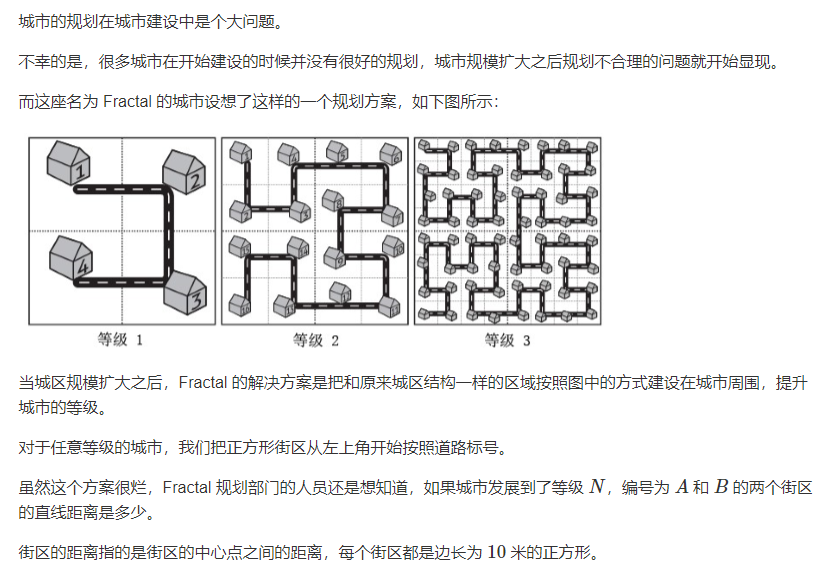 城市的规划在城市建设中是个大问题。
不幸的是，很多城市在开始建设的时候并没有很好的规划，城市规模扩大之后规划不合理的问题就开始显现。
而这座名为 Fractal 的城市设想了这样的一个规划方案，如下图所示：
1
2
4
3
等级 1
等级 2
等级 3
当城区规模扩大之后，Fractal 的解决方案是把和原来城区结构一样的区域按照图中的方式建设在城市周围，提升
城市的等级。
对于任意等级的城市，我们把正方形街区从左上角开始按照道路标号。
虽然这个方案很烂，Fractal 规划部门的人员还是想知道，如果城市发展到了等级 N，编号为 A 和 B 的两个街区
的直线距离是多少。
街区的距离指的是街区的中心点之间的距离，每个街区都是边长为 10 米的正方形。